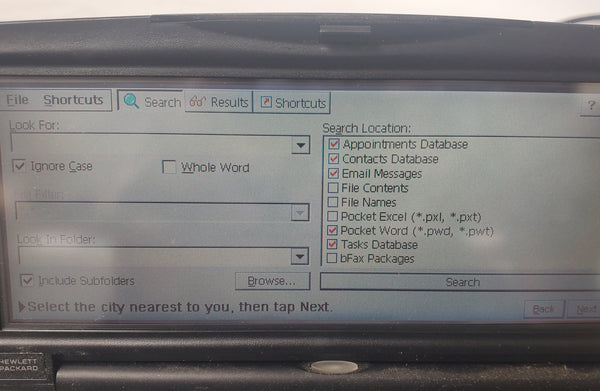 File Shortcuts Search Results Shortcuts ?
Look For:
Ignore Case Whole Word
Filter:
Look In Folder:
Include Subfolders Browse...
Search Location:
Appointments Database
Contacts Database
Email Messages
File Contents
File Names
Pocket Excel (*.pxl, *.pxt)
Pocket Word (*.pwd, *.pwt)
Tasks Database
bFax Packages
Search
Select the city nearest to you, then tap Next.
Back Next
HEWLETT
PACKARD